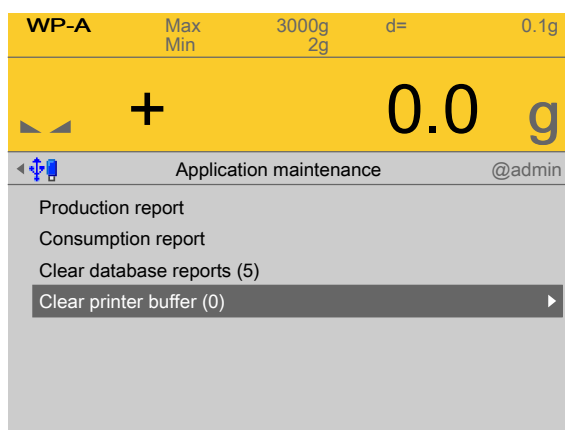 WP-A Max 3000g d= 0.1g
Min 2g
+ 0.0 g
Application maintenance @admin
Production report
Consumption report
Clear database reports (5)
Clear printer buffer (0)